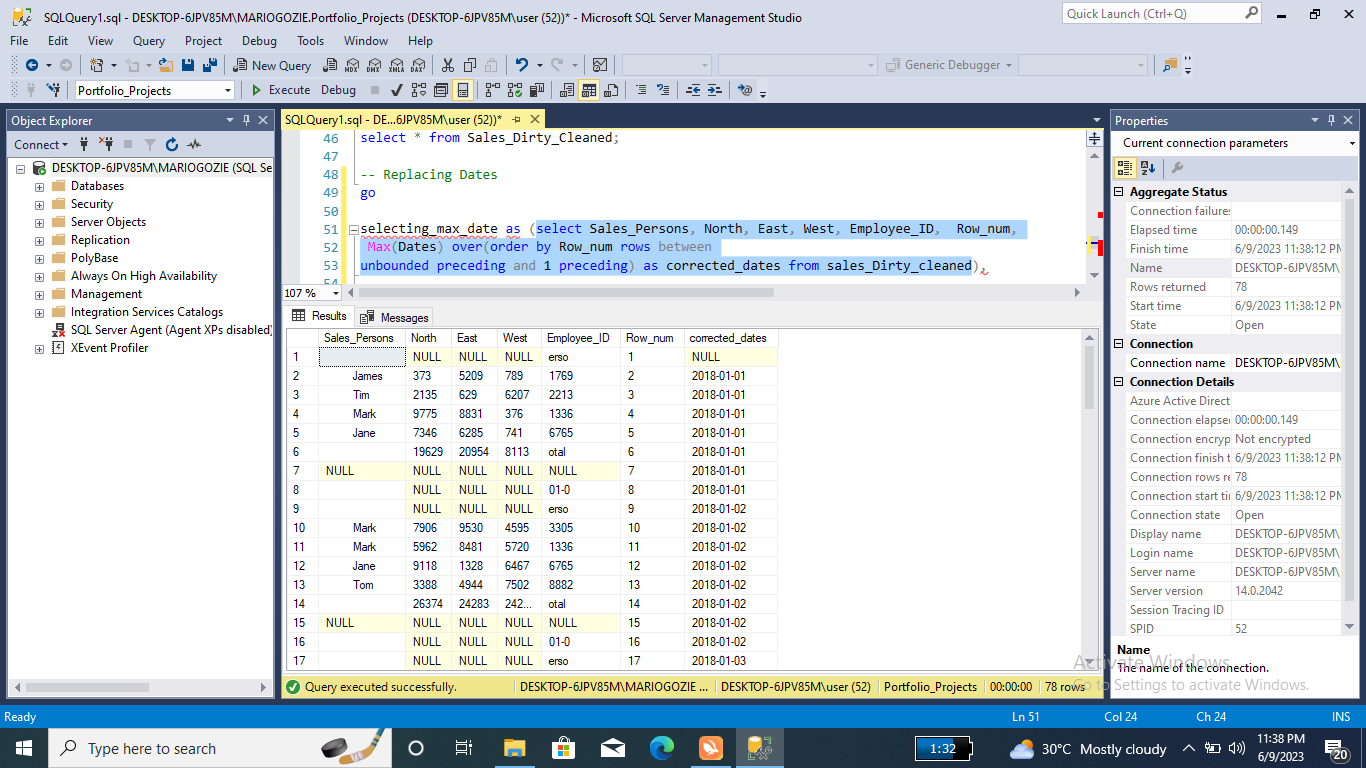 SQLQuery1.sql - DESKTOP-6JPV85M\MARIOGOZIE.Portfolio_Projects (DESKTOP-6JPV85M\user (52))* - Microsoft SQL Server Management Studio
Quick Launch (Ctrl+Q)
File Edit View Query Project Debug Tools Window Help
New Query MDX DMX XMLA DAX Generic Debugger
Portfolio_Projects Execute Debug
Object Explorer
Connect
DESKTOP-6JPV85M\MARIOGOZIE (SQL Se
Databases
Security
Server Objects
Replication
PolyBase
Always On High Availability
Management
Integration Services Catalogs
SQL Server Agent (Agent XPs disabled)
XEvent Profiler
SQLQuery1.sql - DE...6JPV85M\user (52))*
46 select * from Sales_Dirty_Cleaned;
47
48 -- Replacing Dates
49 go
50
51 selecting_max_date as (select Sales_Persons, North, East, West, Employee_ID, Row_num,
52 Max(Dates) over(order by Row_num rows between
53 unbounded preceding and 1 preceding) as corrected_dates from sales_Dirty_cleaned),
54
107 %
Results Messages
Sales_Persons North East West Employee_ID Row_num corrected_dates
1 NULL NULL NULL erso 1 NULL
2 James 373 5209 789 1769 2 2018-01-01
3 Tim 2135 629 6207 2213 3 2018-01-01
4 Mark 9775 8831 376 1336 4 2018-01-01
5 Jane 7346 6285 741 6765 5 2018-01-01
6 19629 20954 8113 otal 6 2018-01-01
7 NULL NULL NULL NULL NULL 7 2018-01-01
8 NULL NULL NULL 01-0 8 2018-01-01
9 NULL NULL NULL erso 9 2018-01-02
10 Mark 7906 9530 4595 3305 10 2018-01-02
11 Mark 5962 8481 5720 1336 11 2018-01-02
12 Jane 9118 1328 6467 6765 12 2018-01-02
13 Tom 3388 4944 7502 8882 13 2018-01-02
14 26374 24283 242... otal 14 2018-01-02
15 NULL NULL NULL NULL NULL 15 2018-01-02
16 NULL NULL NULL 01-0 16 2018-01-02
17 NULL NULL NULL erso 17 2018-01-03
Query executed successfully. DESKTOP-6JPV85M\MARIOGOZIE ... DESKTOP-6JPV85M\user (52) Portfolio_Projects 00:00:00 78 rows
Properties
Current connection parameters
Aggregate Status
Connection failures
Elapsed time 00:00:00.149
Finish time 6/9/2023 11:38:12 PM
Name DESKTOP-6JPV85M\
Rows returned 78
Start time 6/9/2023 11:38:12 PM
State Open
Connection
Connection name DESKTOP-6JPV85M\
Connection Details
Azure Active Direct
Connection elapsed 00:00:00.149
Connection encryp Not encrypted
Connection finish t 6/9/2023 11:38:12 PM
Connection rows re 78
Connection start ti 6/9/2023 11:38:12 PM
Connection state Open
Display name DESKTOP-6JPV85M\
Login name DESKTOP-6JPV85M\
Server name DESKTOP-6JPV85M\
Server version 14.0.2042
Session Tracing ID
SPID 52
Name
The name of the connection.
Activate Windows
Go to Settings to activate Windows.
Ready Ln 51 Col 24 Ch 24 INS
Type here to search 1:32 30°C Mostly cloudy 11:38 PM
6/9/2023 20